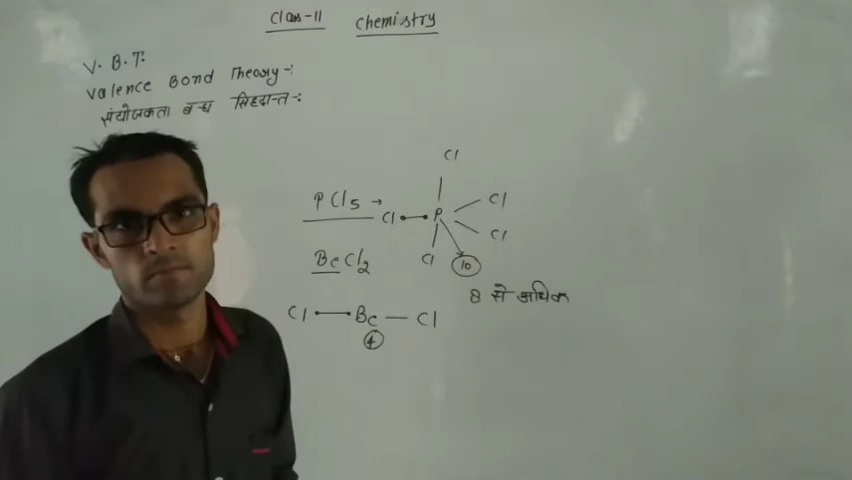 Class-11 Chemistry
V. B. T:
Valence Bond Theory-:
संयोजकता बन्ध सिद्धान्त-:
PCl5 →
Cl
Cl
Cl P
Cl
Cl
10
BeCl2
8 से अधिक
Cl Be — Cl
4